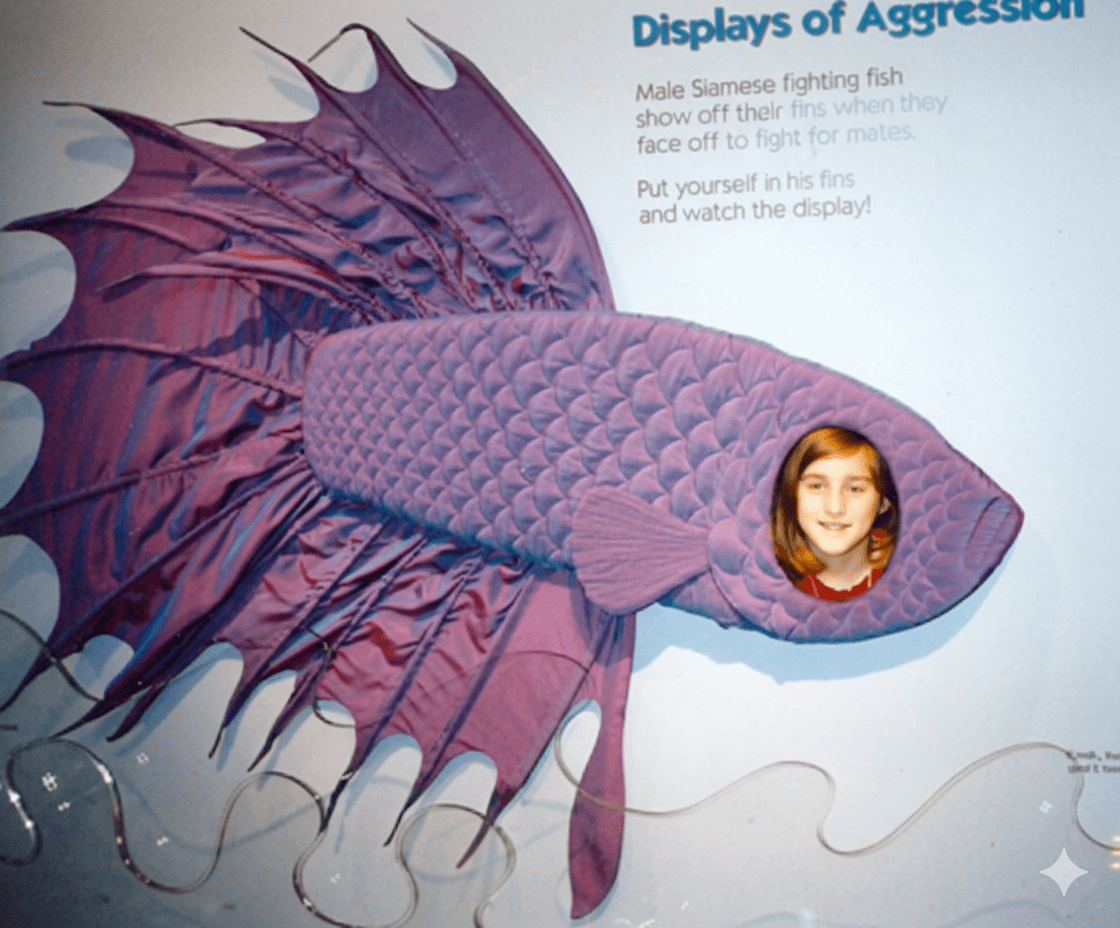 Displays of Aggression
Male Siamese fighting fish
show off their fins when they
face off to fight for mates.
Put yourself in his fins
and watch the display!